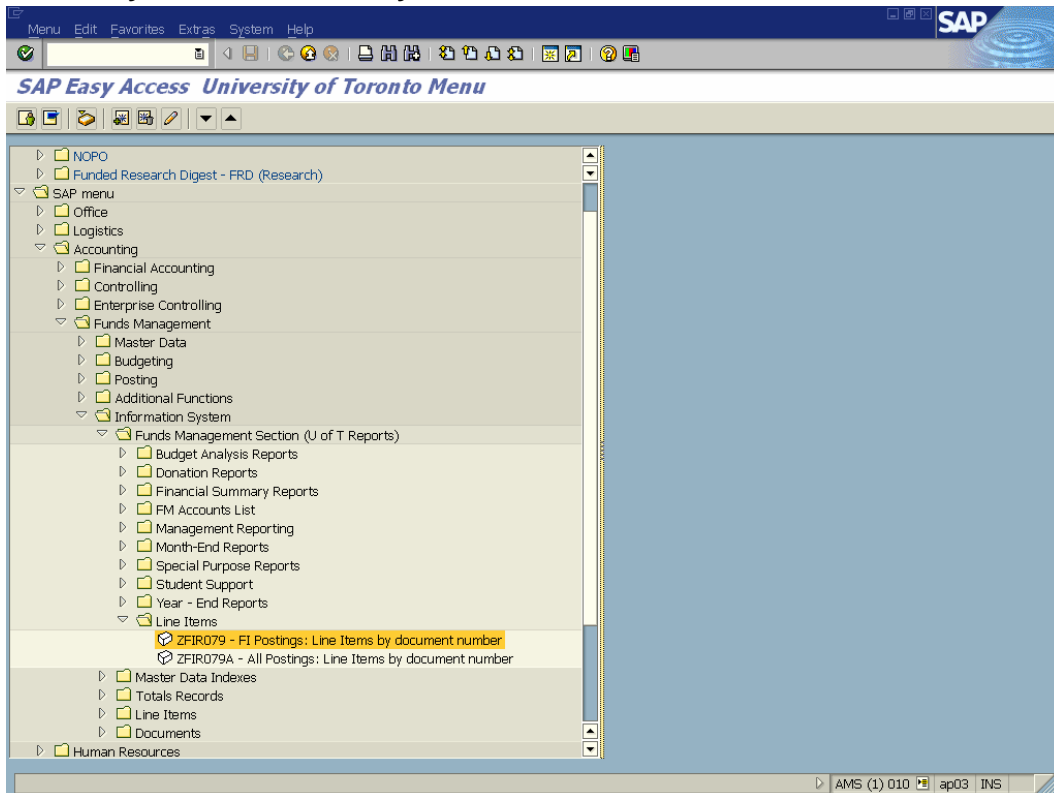 Menu Edit Favorites Extras System Help
SAP
SAP Easy Access University of Toronto Menu
NOPO
Funded Research Digest - FRD (Research)
SAP menu
Office
Logistics
Accounting
Financial Accounting
Controlling
Enterprise Controlling
Funds Management
Master Data
Budgeting
Posting
Additional Functions
Information System
Funds Management Section (U of T Reports)
Budget Analysis Reports
Donation Reports
Financial Summary Reports
FM Accounts List
Management Reporting
Month-End Reports
Special Purpose Reports
Student Support
Year - End Reports
Line Items
ZFIR079 - FI Postings: Line Items by document number
ZFIR079A - All Postings: Line Items by document number
Master Data Indexes
Totals Records
Line Items
Documents
Human Resources
AMS (1) 010 ap03 INS